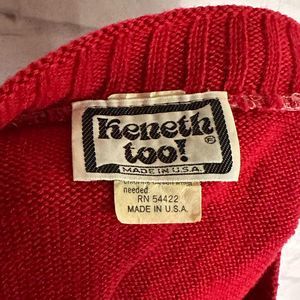 Keneth
too!®
MADE IN U.S.A.
needed
RN 54422
MADE IN U.S.A.